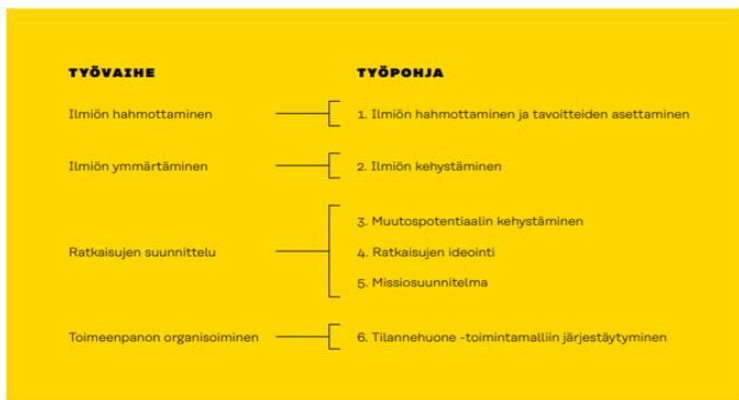 TYÖVAIHE TYÖPOHJA
Ilmiön hahmottaminen 1. Ilmiön hahmottaminen ja tavoitteiden asettaminen
Ilmiön ymmärtäminen 2. Ilmiön kehystäminen
3. Muutospotentiaalin kehystäminen
Ratkaisujen suunnittelu 4. Ratkaisujen ideointi
5. Missiosuunnitelma
Toimeenpanon organisoiminen 6. Tilannehuone -toimintamalliin järjestäytyminen